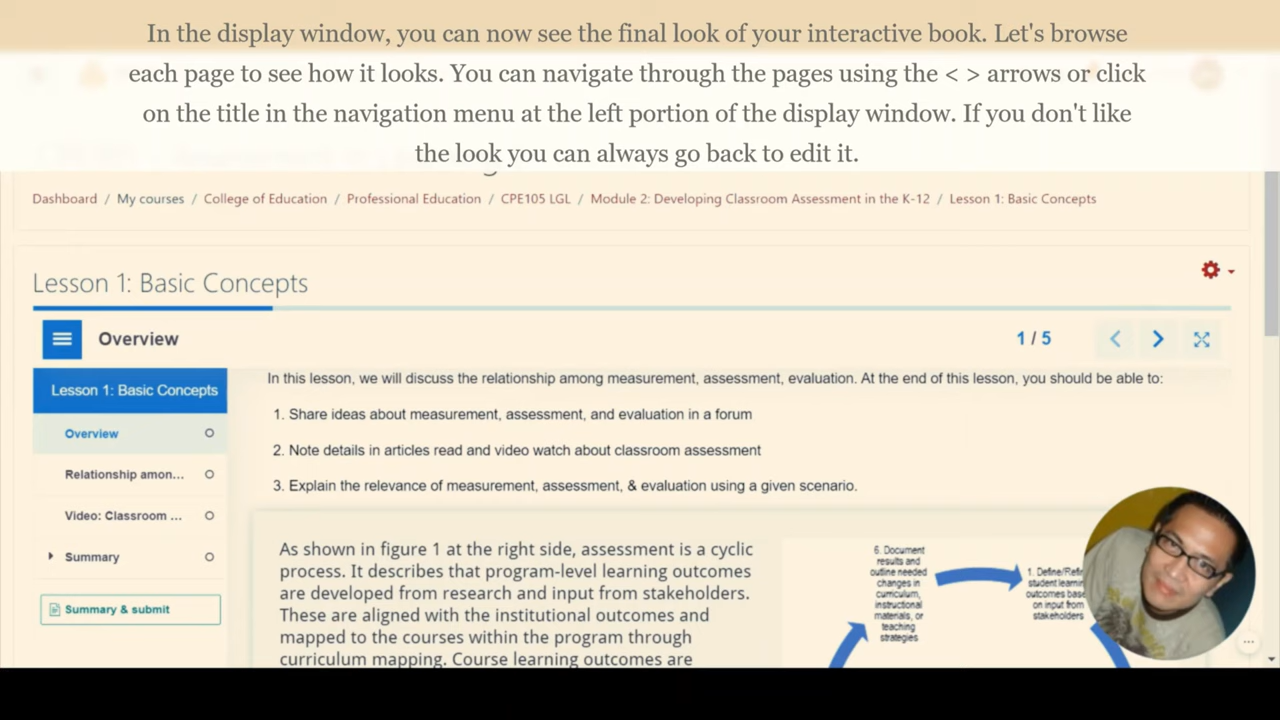 In the display window, you can now see the final look of your interactive book. Let's browse
each page to see how it looks. You can navigate through the pages using the < > arrows or click
on the title in the navigation menu at the left portion of the display window. If you don't like
the look you can always go back to edit it.
Dashboard / My courses / College of Education / Professional Education / CPE105 LGL / Module 2: Developing Classroom Assessment in the K-12 / Lesson 1: Basic Concepts
Lesson 1: Basic Concepts
Overview
1 / 5
Lesson 1: Basic Concepts
Overview
Relationship amon...
Video: Classroom ...
Summary
Summary & submit
In this lesson, we will discuss the relationship among measurement, assessment, evaluation. At the end of this lesson, you should be able to:
1. Share ideas about measurement, assessment, and evaluation in a forum
2. Note details in articles read and video watch about classroom assessment
3. Explain the relevance of measurement, assessment, & evaluation using a given scenario.
As shown in figure 1 at the right side, assessment is a cyclic
process. It describes that program-level learning outcomes
are developed from research and input from stakeholders.
These are aligned with the institutional outcomes and
mapped to the courses within the program through
curriculum mapping. Course learning outcomes are
6. Document
results and
outline needed
changes in
curriculum,
instructional
materials, or
teaching
strategies
1. Define/Refin
student learnin
outcomes base
on input from
stakeholders